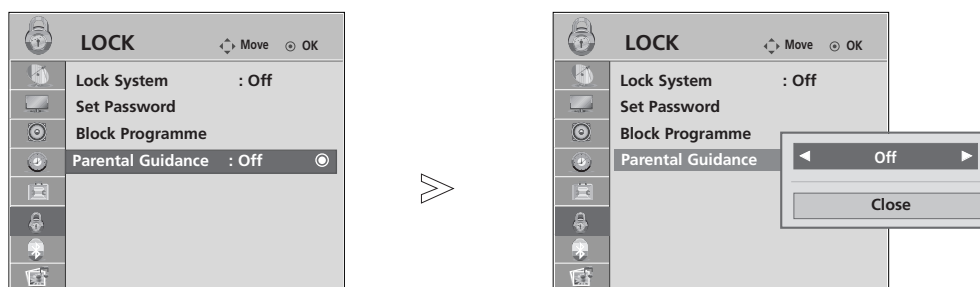 LOCK Move OK
Lock System : Off
Set Password
Block Programme
Parental Guidance : Off
LOCK Move OK
Lock System : Off
Set Password
Block Programme
Parental Guidance
Off
Close